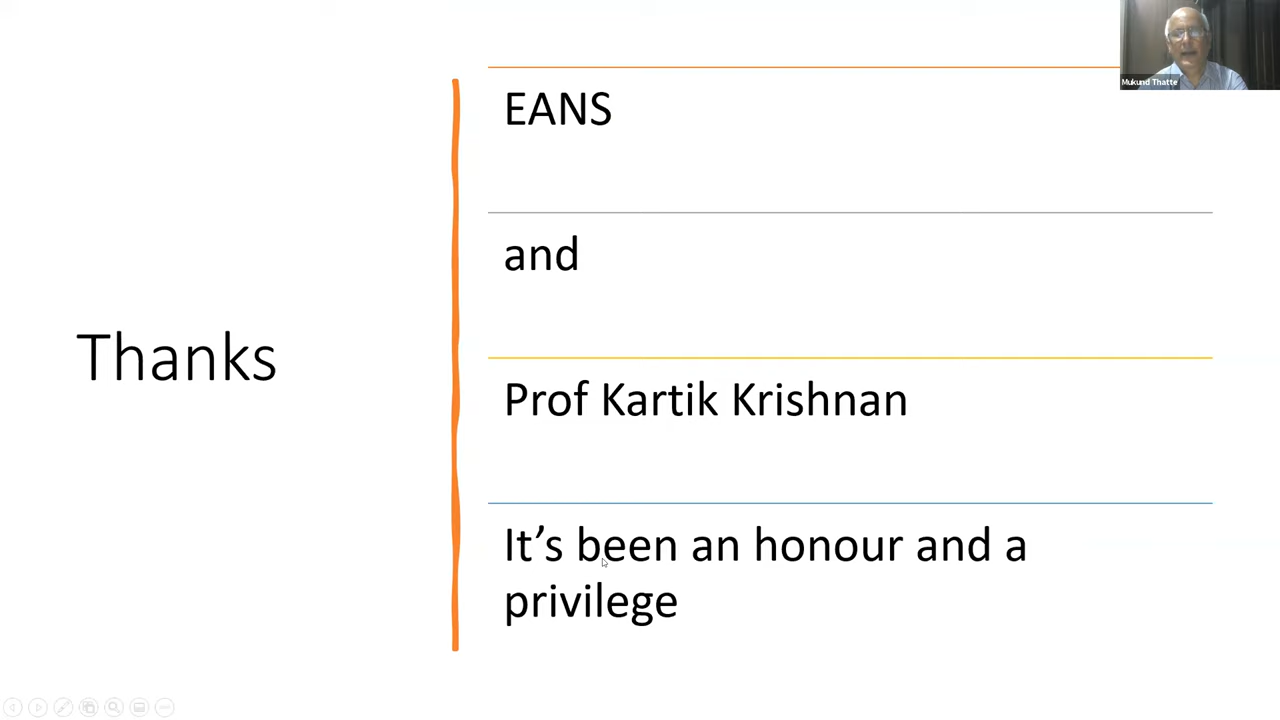 Mukund Thatte
EANS
and
Thanks
Prof Kartik Krishnan
It’s been an honour and a
privilege